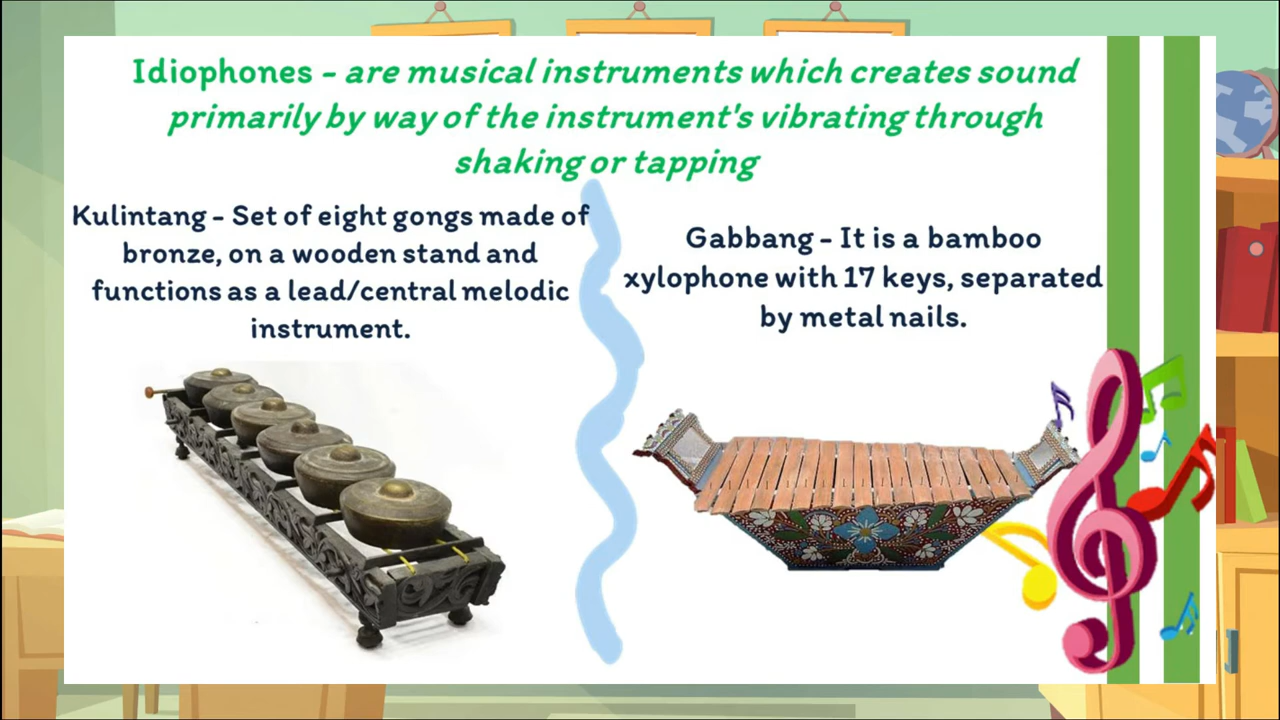 Idiophones - are musical instruments which creates sound
primarily by way of the instrument's vibrating through
shaking or tapping
Kulintang - Set of eight gongs made of
bronze, on a wooden stand and
functions as a lead/central melodic
instrument.
Gabbang - It is a bamboo
xylophone with 17 keys, separated
by metal nails.